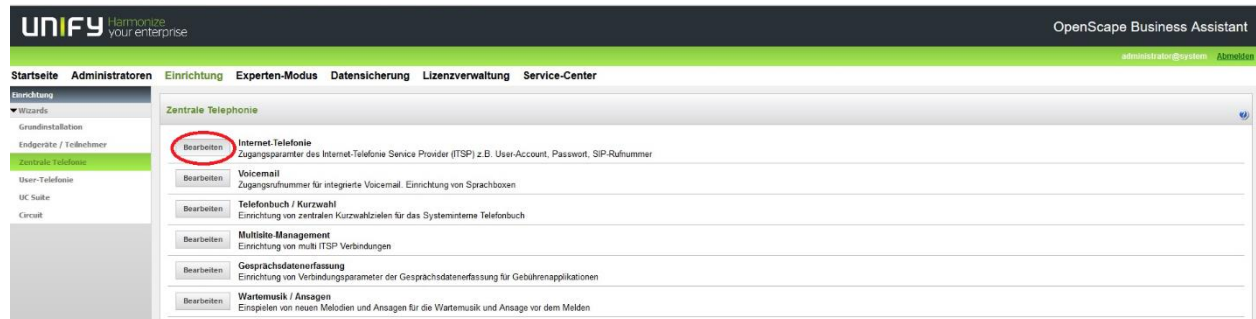 UNIFY Harmonize your enterprise
OpenScape Business Assistant
administrator@system Abmelden
Startseite Administratoren Einrichtung Experten-Modus Datensicherung Lizenzverwaltung Service-Center
Einrichtung
Wizards
Grundinstallation
Endgeräte / Teilnehmer
Zentrale Telefonie
User-Telefonie
UC Suite
Circuit
Zentrale Telephonie
Bearbeiten Internet-Telefonie
Zugangsparamter des Internet-Telefonie Service Provider (ITSP) z.B. User-Account, Passwort, SIP-Rufnummer
Bearbeiten Voicemail
Zugangsrufnummer für integrierte Voicemail. Einrichtung von Sprachboxen
Bearbeiten Telefonbuch / Kurzwahl
Einrichtung von zentralen Kurzwahlzielen für das Systeminterne Telefonbuch
Bearbeiten Multisite-Management
Einrichtung von multi ITSP Verbindungen
Bearbeiten Gesprächsdatenerfassung
Einrichtung von Verbindungsparameter der Gesprächsdatenerfassung für Gebührenapplikationen
Bearbeiten Wartemusik / Ansagen
Einspielen von neuen Melodien und Ansagen für die Wartemusik und Ansage vor dem Melden